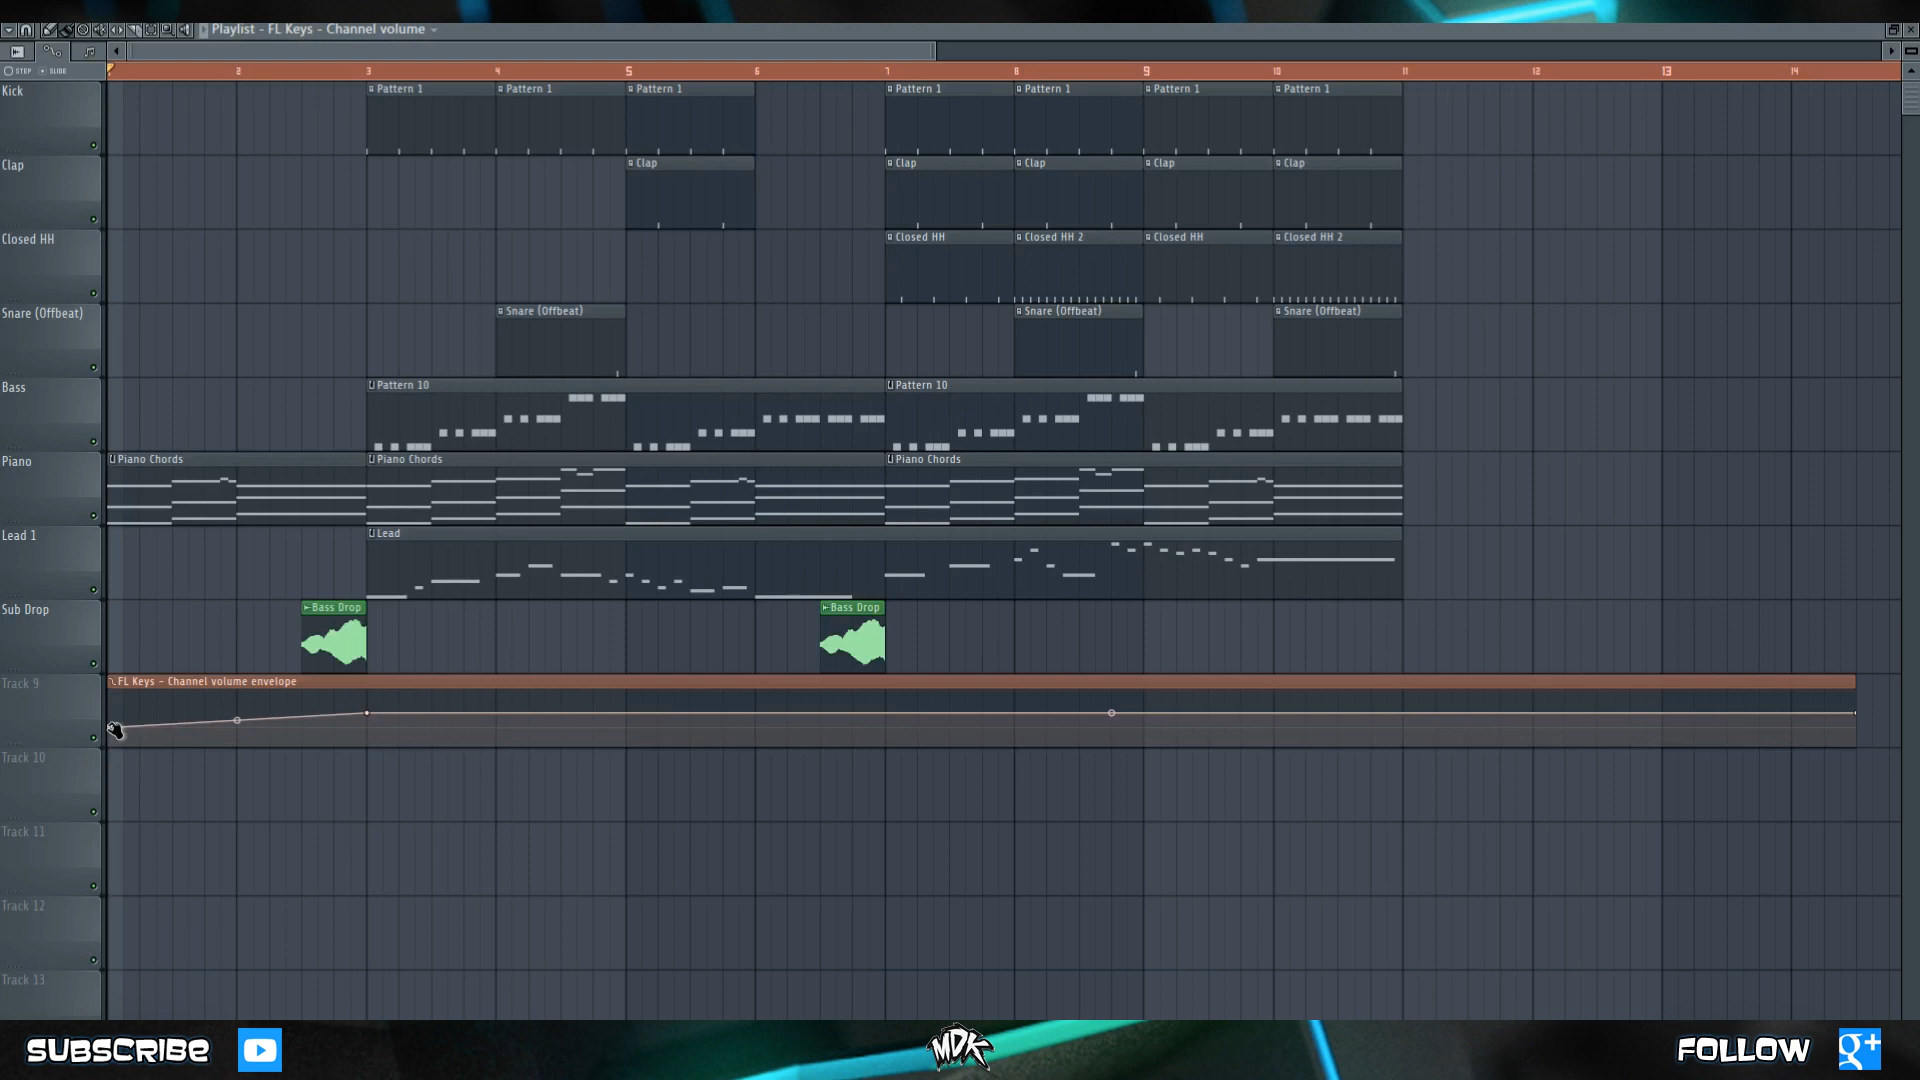 Playlist - FL Keys - Channel volume
STEP SLIDE
2 3 4 5 6 7 8 9 10 11 12 13 14
Kick
Pattern 1 Pattern 1 Pattern 1 Pattern 1 Pattern 1 Pattern 1 Pattern 1
Clap
Clap Clap Clap Clap Clap
Closed HH
Closed HH Closed HH 2 Closed HH Closed HH 2
Snare (Offbeat)
Snare (Offbeat) Snare (Offbeat) Snare (Offbeat)
Bass
Pattern 10 Pattern 10
Piano
Piano Chords Piano Chords Piano Chords
Lead 1
Lead
Sub Drop
Bass Drop Bass Drop
Track 9
FL Keys - Channel volume envelope
Track 10
Track 11
Track 12
Track 13
SUBSCRIBE MDK FOLLOW g+